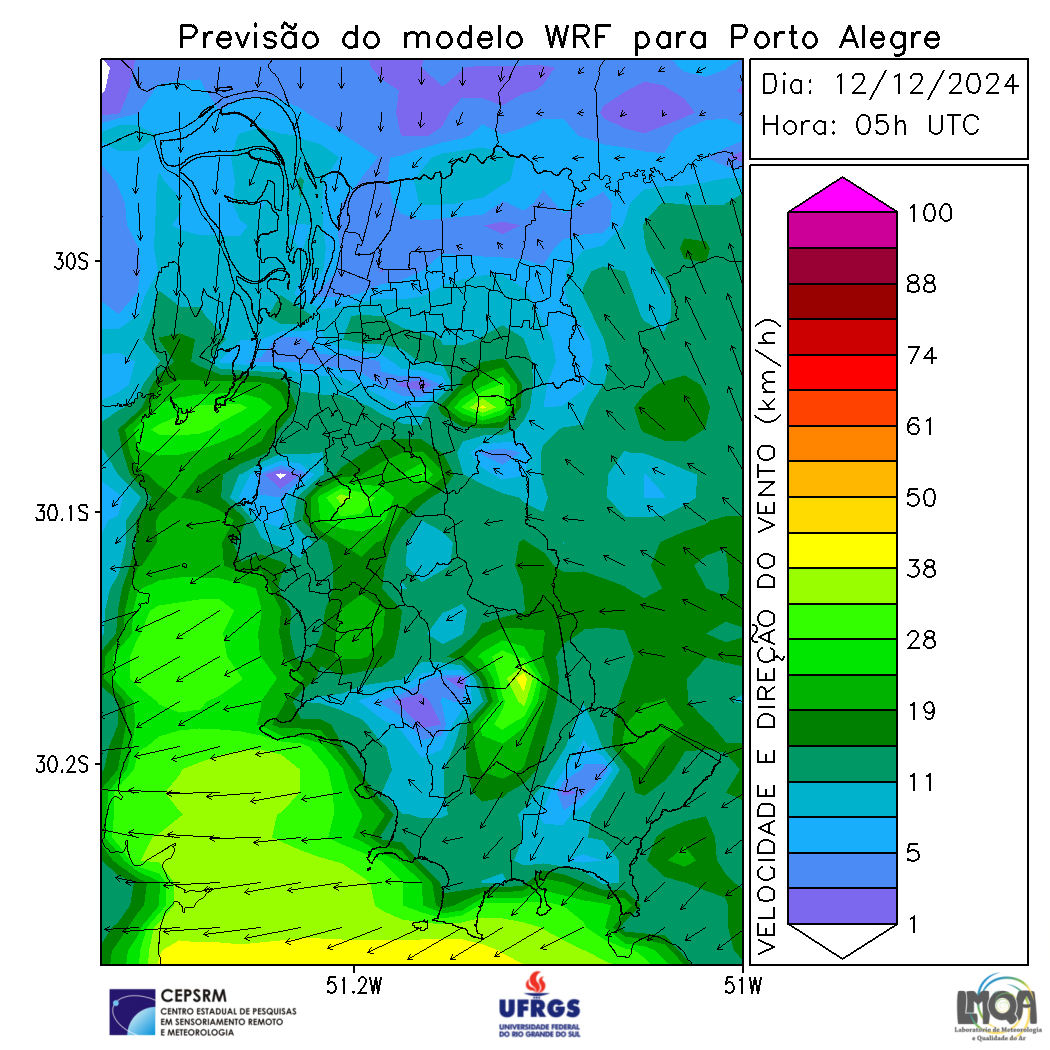 Previsão do modelo WRF para Porto Alegre
Dia: 12/12/2024
Hora: 05h UTC
30S
30.1S
30.2S
51.2W
51W
VELOCIDADE E DIREÇÃO DO VENTO (km/h)
100
88
74
61
50
38
28
19
11
5
1
CEPSRM
CENTRO ESTADUAL DE PESQUISAS
EM SENSORIAMENTO REMOTO
E METEOROLOGIA
UFRGS
UNIVERSIDADE FEDERAL
DO RIO GRANDE DO SUL
LMQA
Laboratório de Meteorologia
e Qualidade do Ar